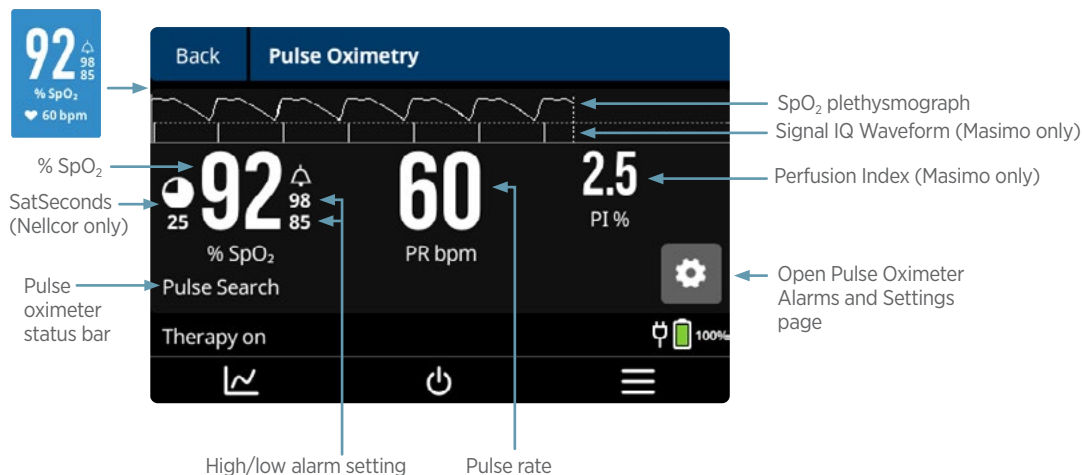 92
98
85
% SpO₂
60 bpm
Back
Pulse Oximetry
SpO₂ plethysmograph
Signal IQ Waveform (Masimo only)
% SpO₂
SatSeconds
(Nellcor only)
25
92
98
85
% SpO₂
60
PR bpm
2.5
PI %
Perfusion Index (Masimo only)
Pulse
oximeter
status bar
Pulse Search
Open Pulse Oximeter
Alarms and Settings
page
Therapy on
100%
High/low alarm setting
Pulse rate